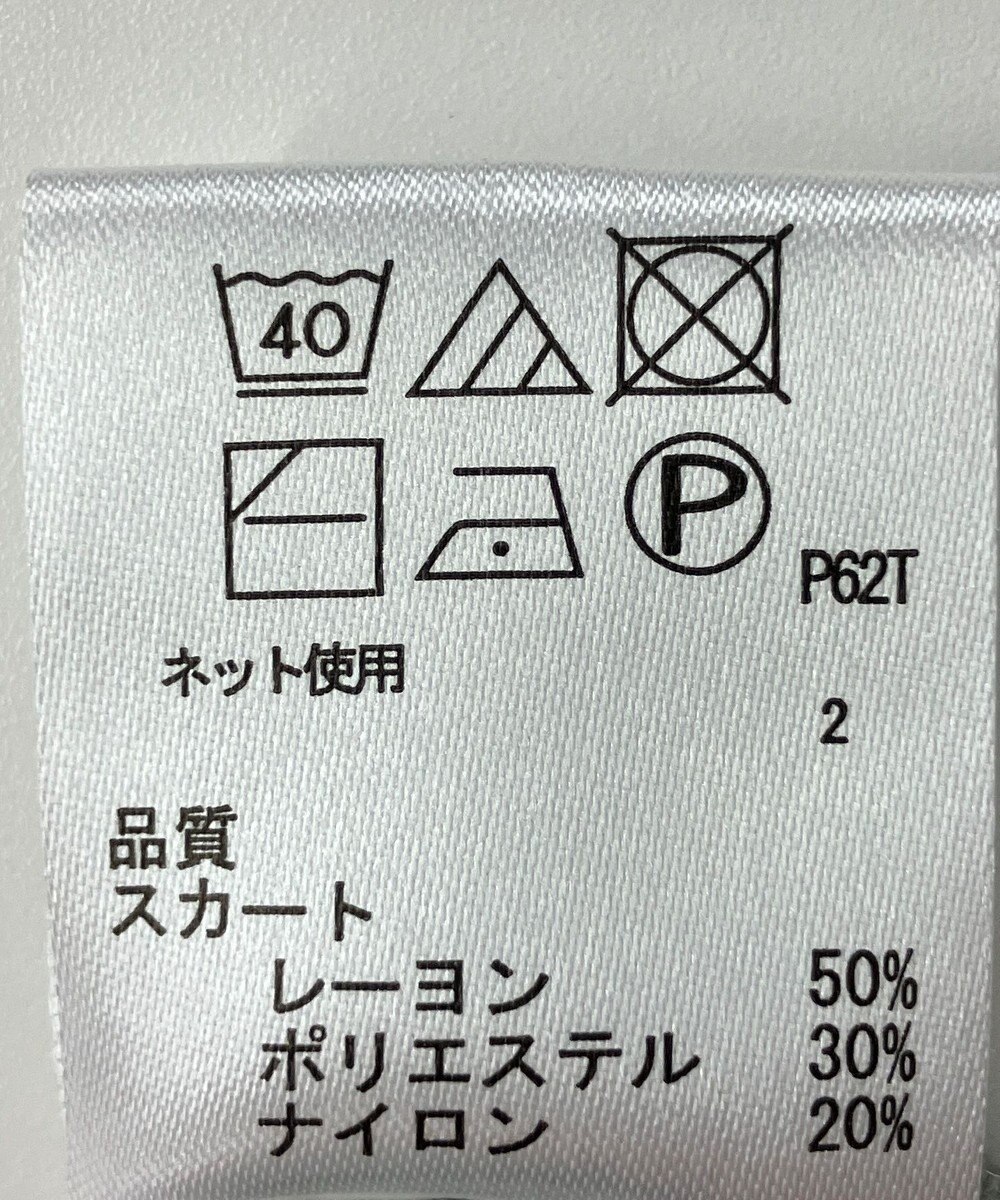 40
P
P62T
ネット使用
2
品質
スカート
レーヨン 50%
ポリエステル 30%
ナイロン 20%